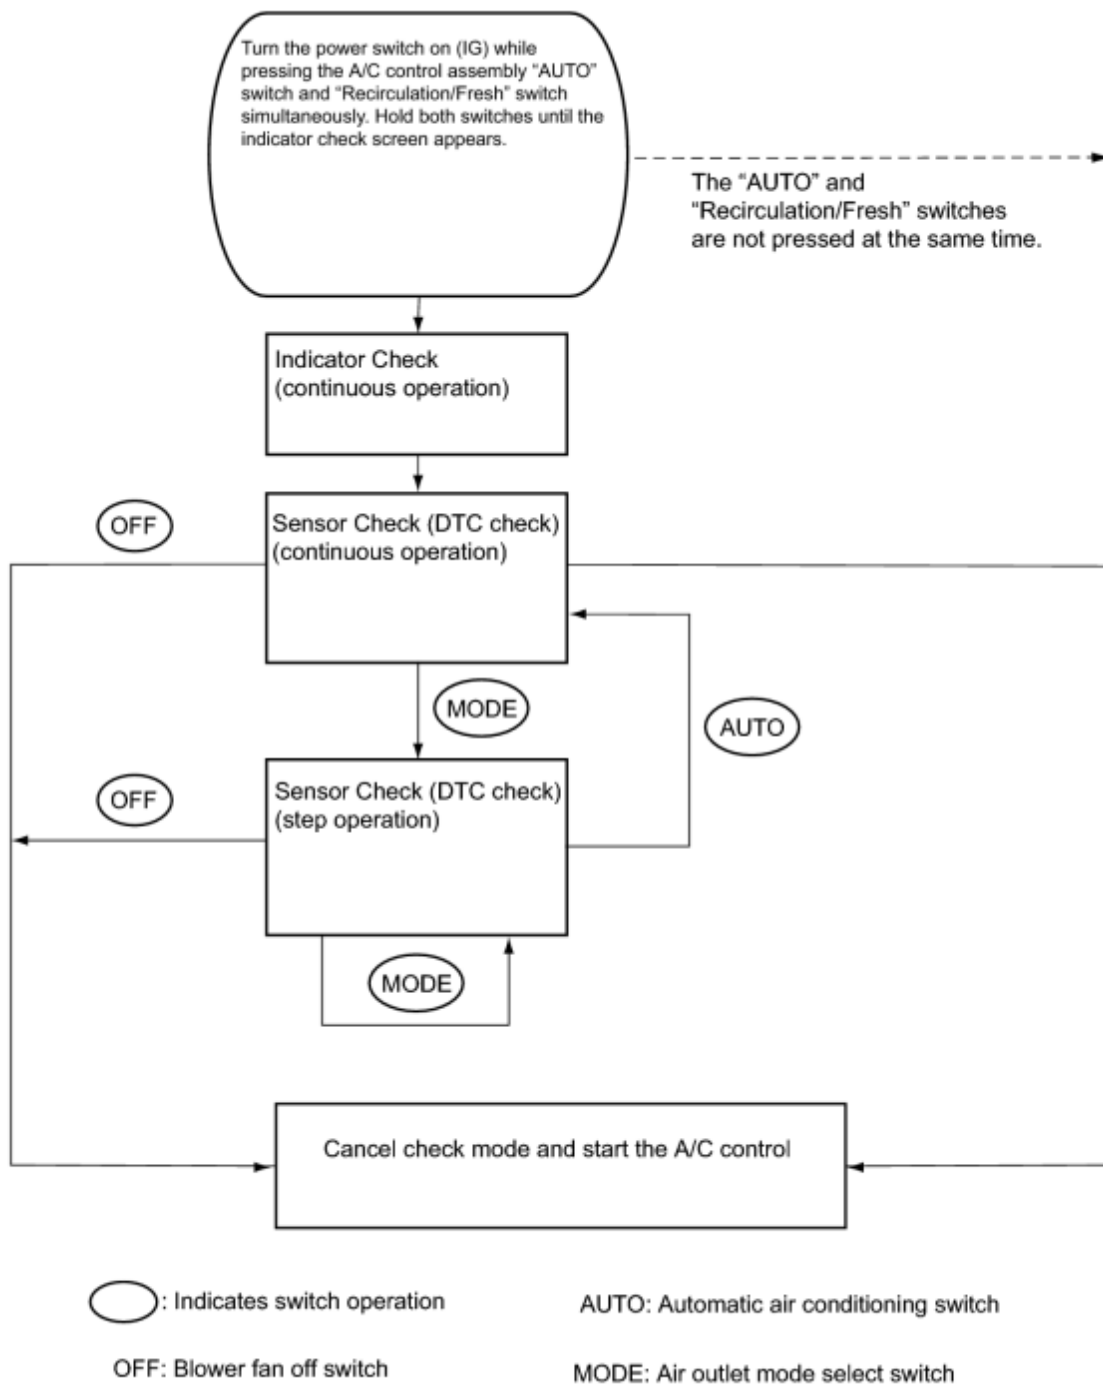 Turn the power switch on (IG) while
pressing the A/C control assembly “AUTO”
switch and “Recirculation/Fresh” switch
simultaneously. Hold both switches until the
indicator check screen appears.
The “AUTO” and
“Recirculation/Fresh” switches
are not pressed at the same time.
Indicator Check
(continuous operation)
OFF
Sensor Check (DTC check)
(continuous operation)
MODE
AUTO
OFF
Sensor Check (DTC check)
(step operation)
MODE
Cancel check mode and start the A/C control
: Indicates switch operation
AUTO: Automatic air conditioning switch
OFF: Blower fan off switch
MODE: Air outlet mode select switch